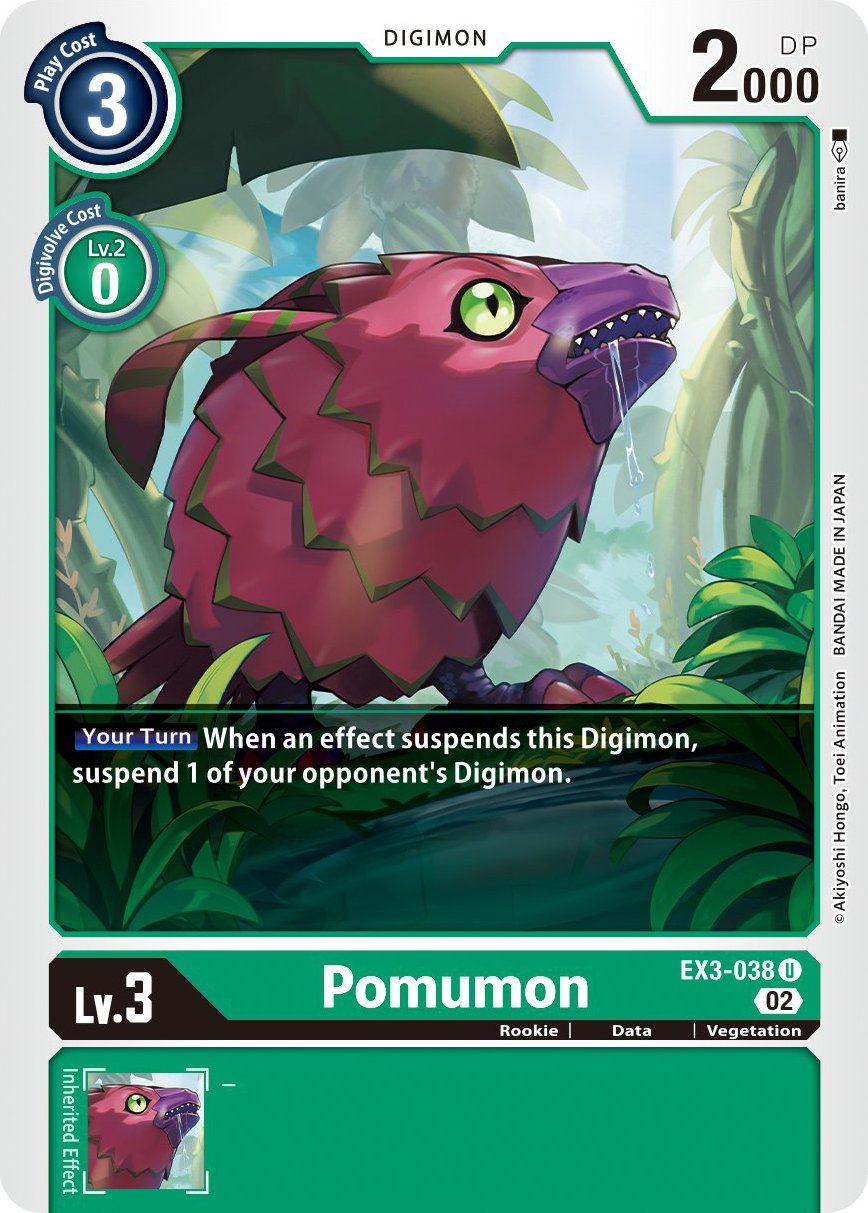 Play Cost
3
DIGIMON
DP
2000
Digivolve Cost
Lv.2
0
banira
Your Turn When an effect suspends this Digimon,
suspend 1 of your opponent's Digimon.
©Akiyoshi Hongo, Toei Animation BANDAI MADE IN JAPAN
Lv.3
Pomumon
EX3-038 U
02
Rookie | Data | Vegetation
Inherited Effect
–